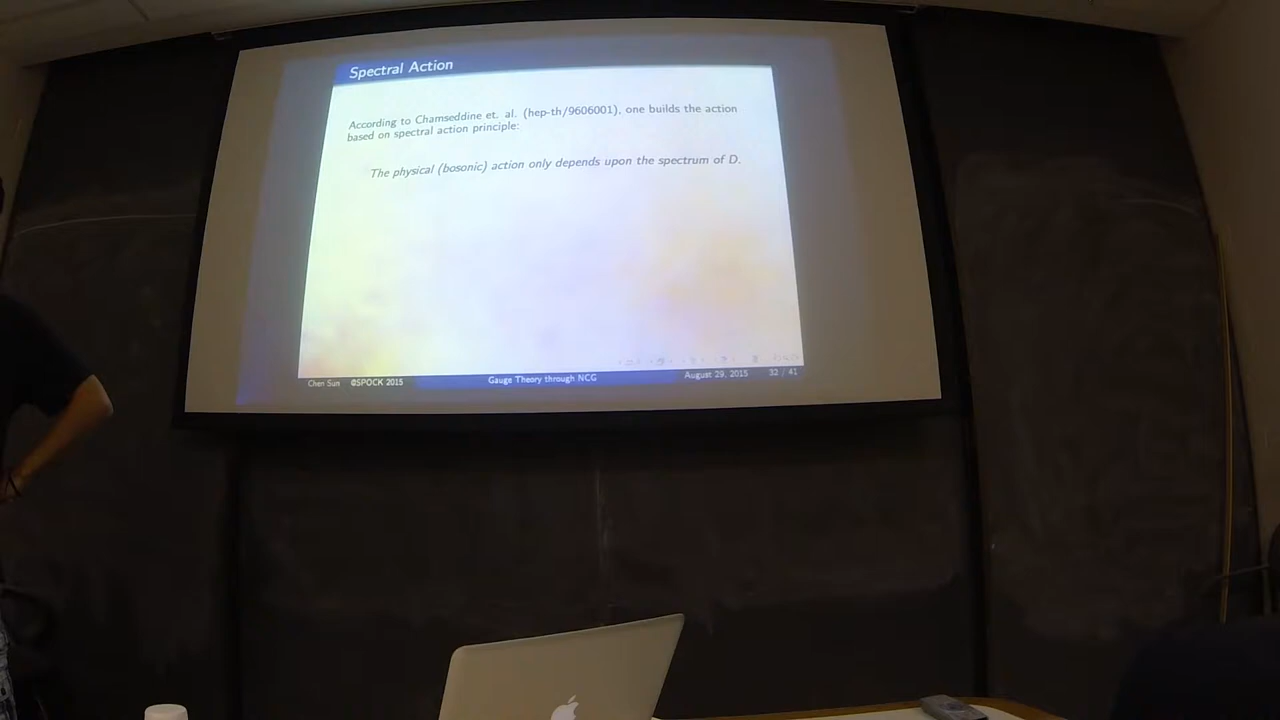 Spectral Action
According to Chamseddine et. al. (hep-th/9606001), one builds the action
based on spectral action principle:
The physical (bosonic) action only depends upon the spectrum of D.
Chen Sun @SPOCK 2015 Gauge Theory through NCG August 29, 2015 32 / 41